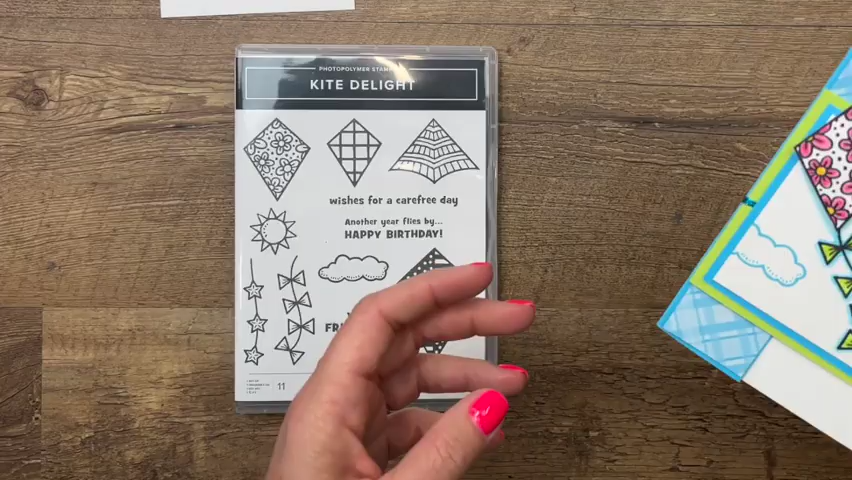 PHOTOPOLYMER STAMPS
KITE DELIGHT
wishes for a carefree day
Another year flies by...
HAPPY BIRTHDAY!
11